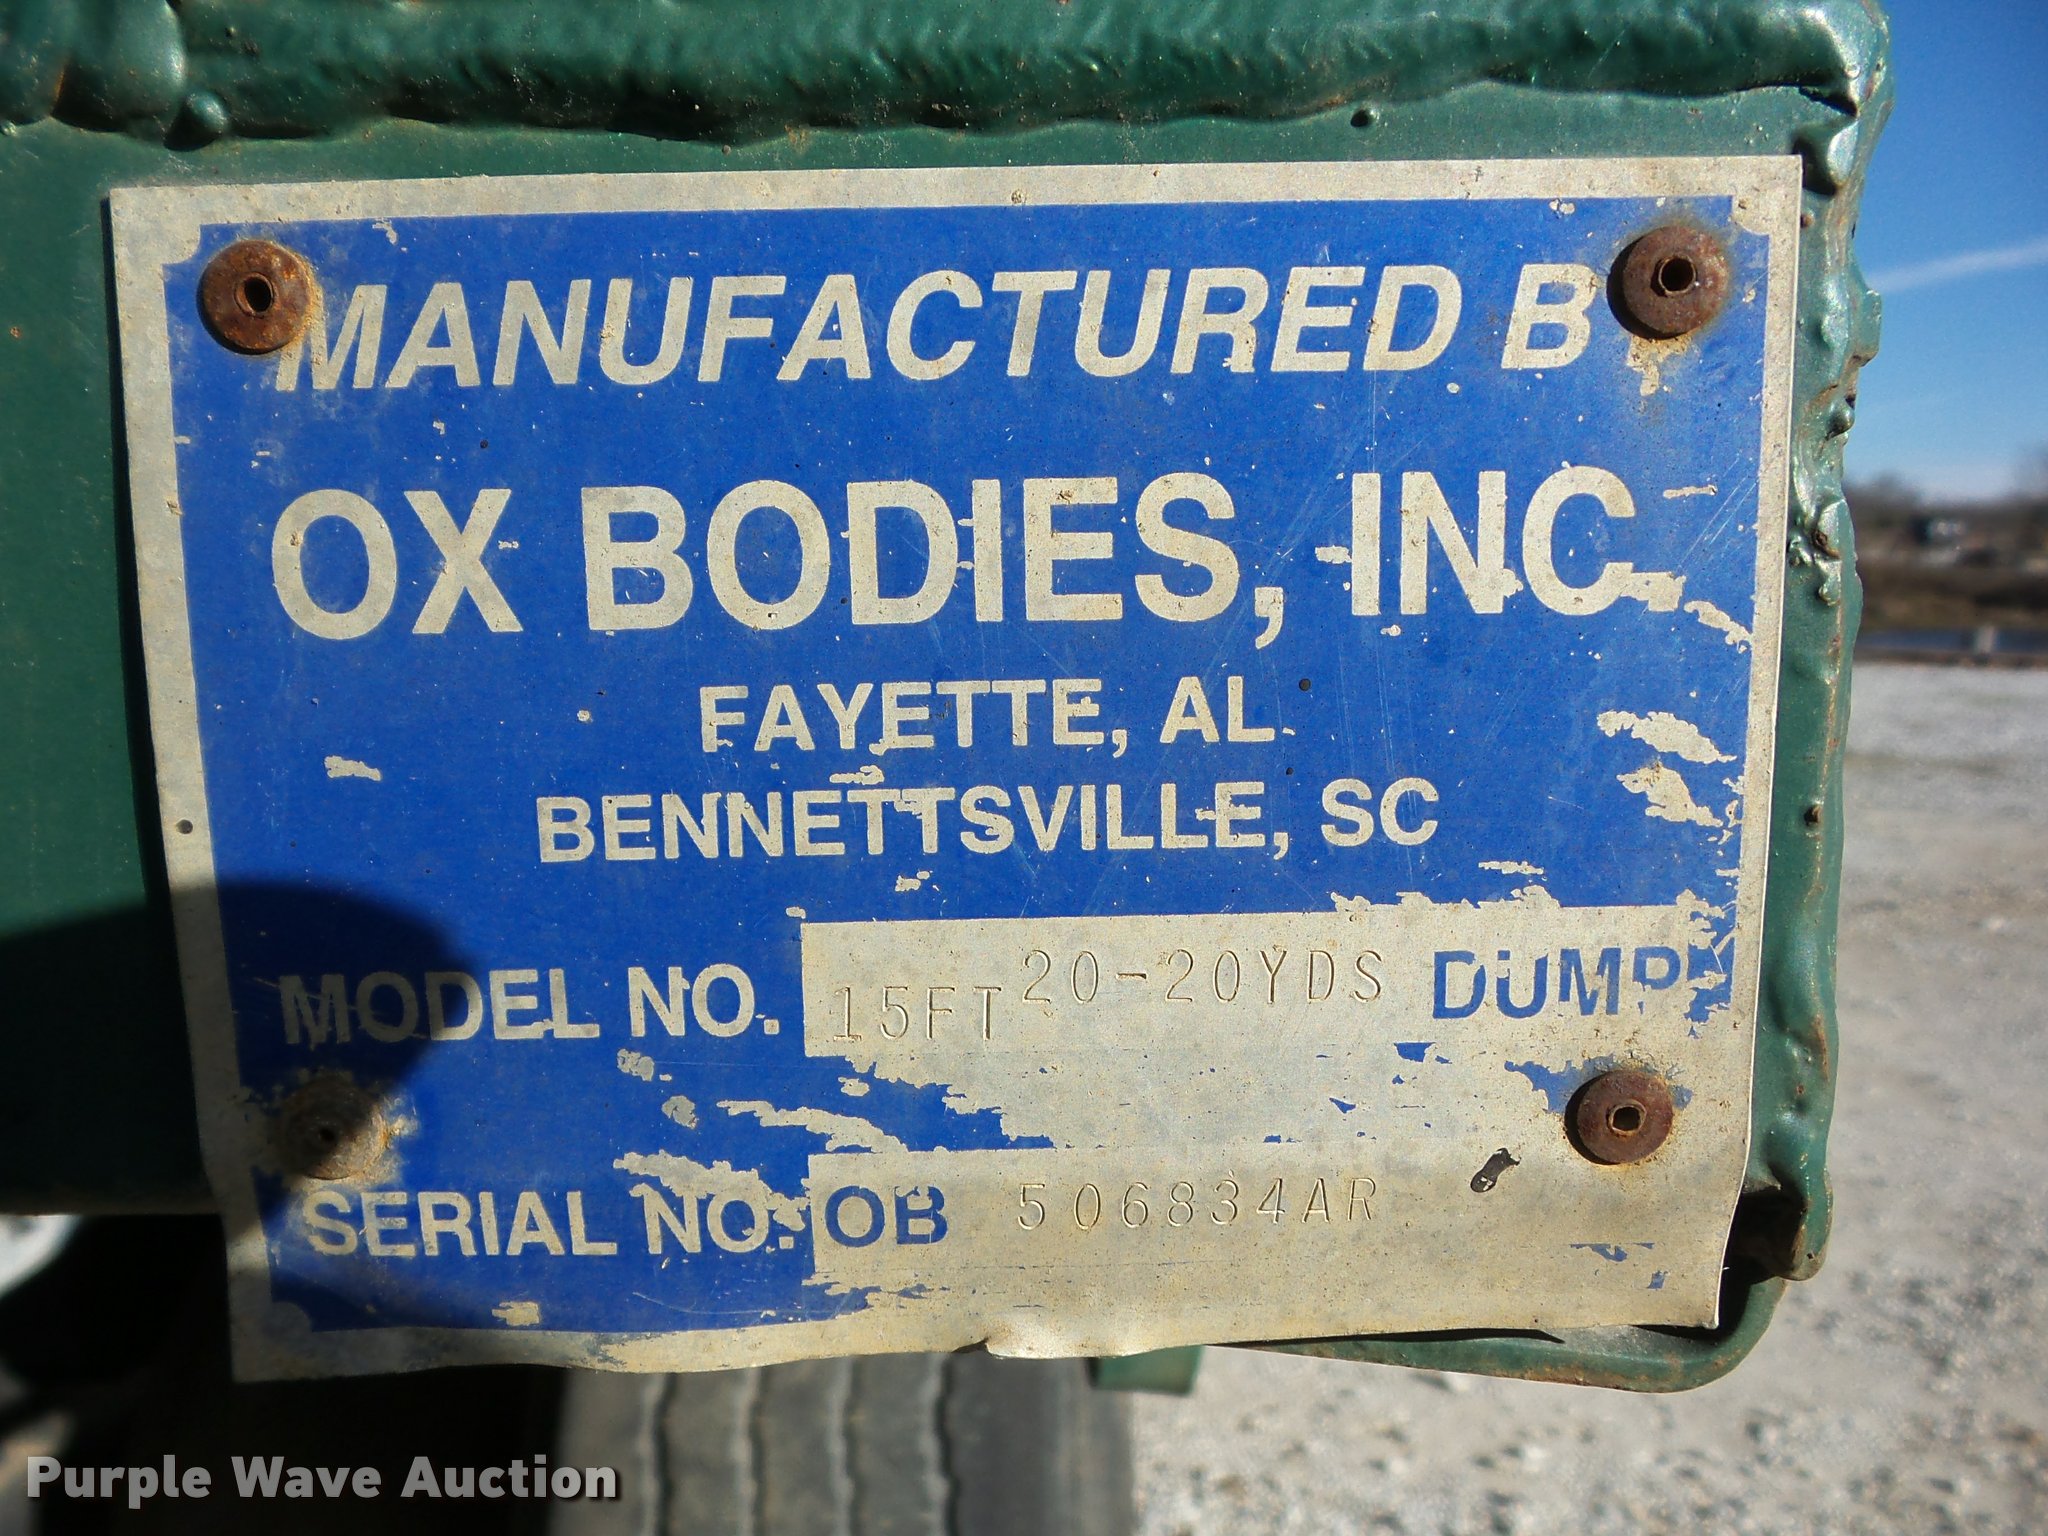 MANUFACTURED B
OX BODIES, INC.
FAYETTE, AL.
BENNETTSVILLE, SC
MODEL NO. 15FT 20-20YDS DUMP
SERIAL NO. OB 506834AR
Purple Wave Auction